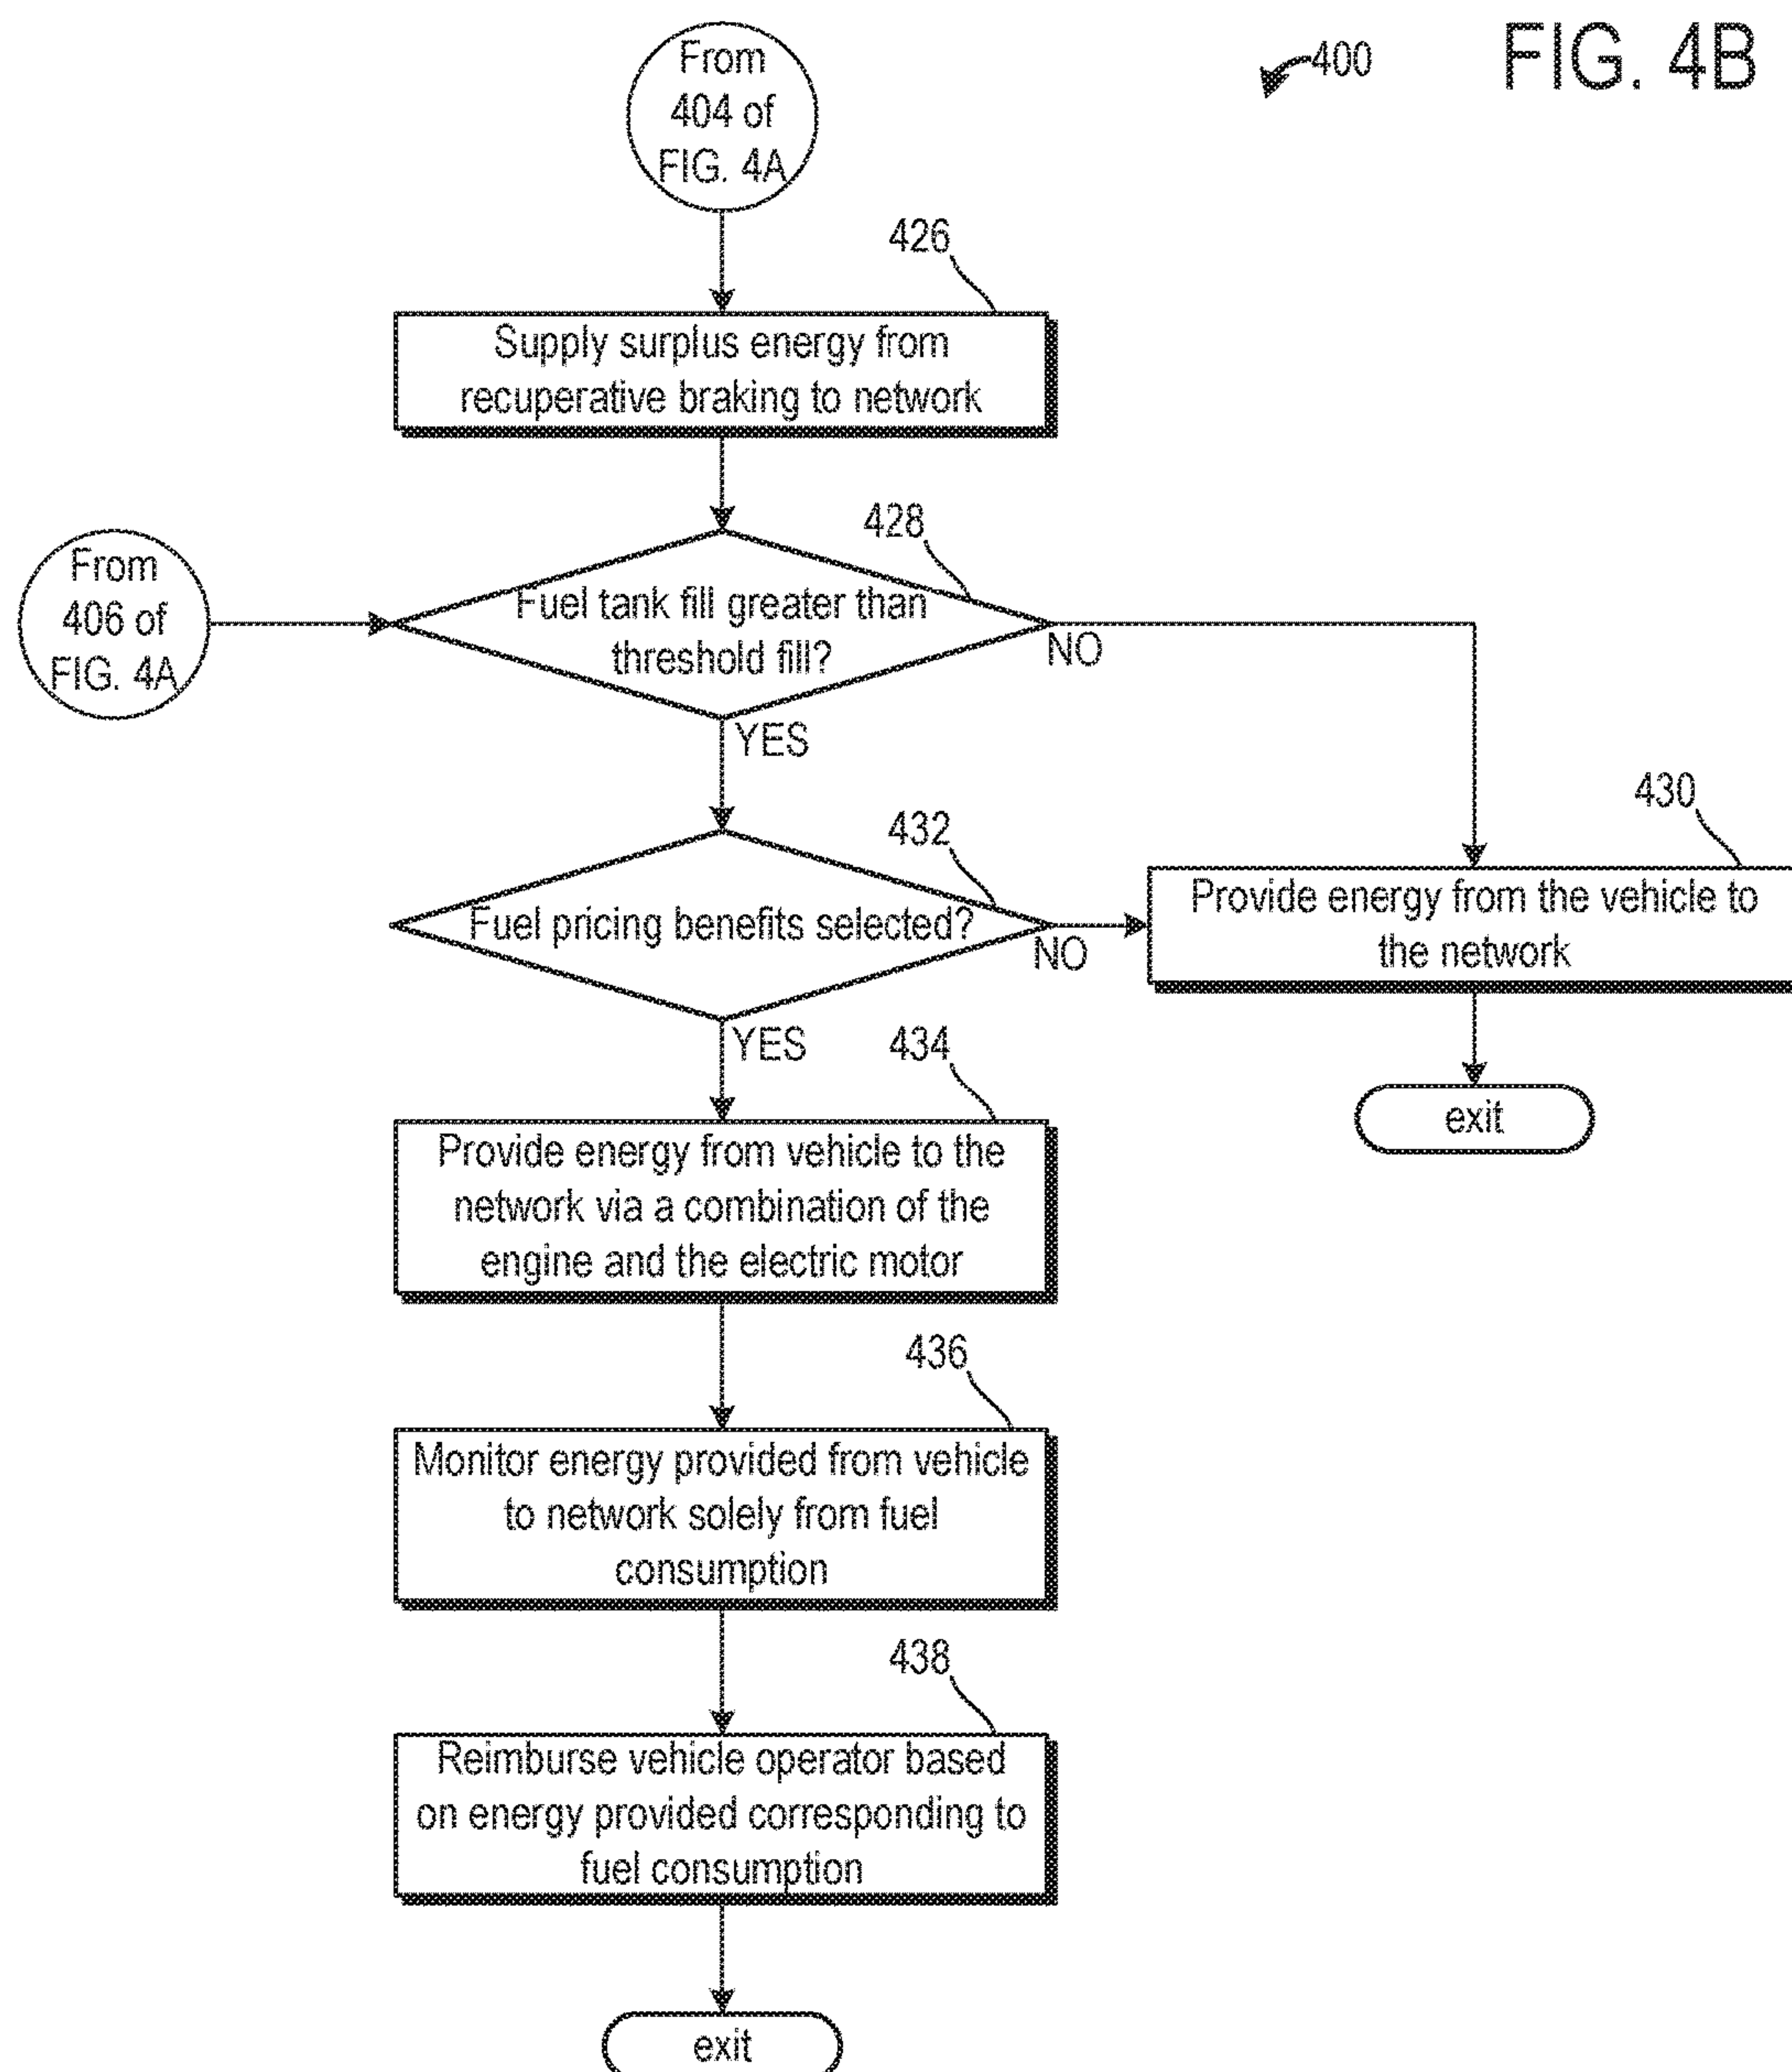 FIG. 4B
400
From
404 of
FIG. 4A
426
Supply surplus energy from
recuperative braking to network
428
From
406 of
FIG. 4A
Fuel tank fill greater than
threshold fill?
NO
YES
430
432
Fuel pricing benefits selected?
NO
Provide energy from the vehicle to
the network
YES
exit
434
Provide energy from vehicle to the
network via a combination of the
engine and the electric motor
436
Monitor energy provided from vehicle
to network solely from fuel
consumption
438
Reimburse vehicle operator based
on energy provided corresponding to
fuel consumption
exit